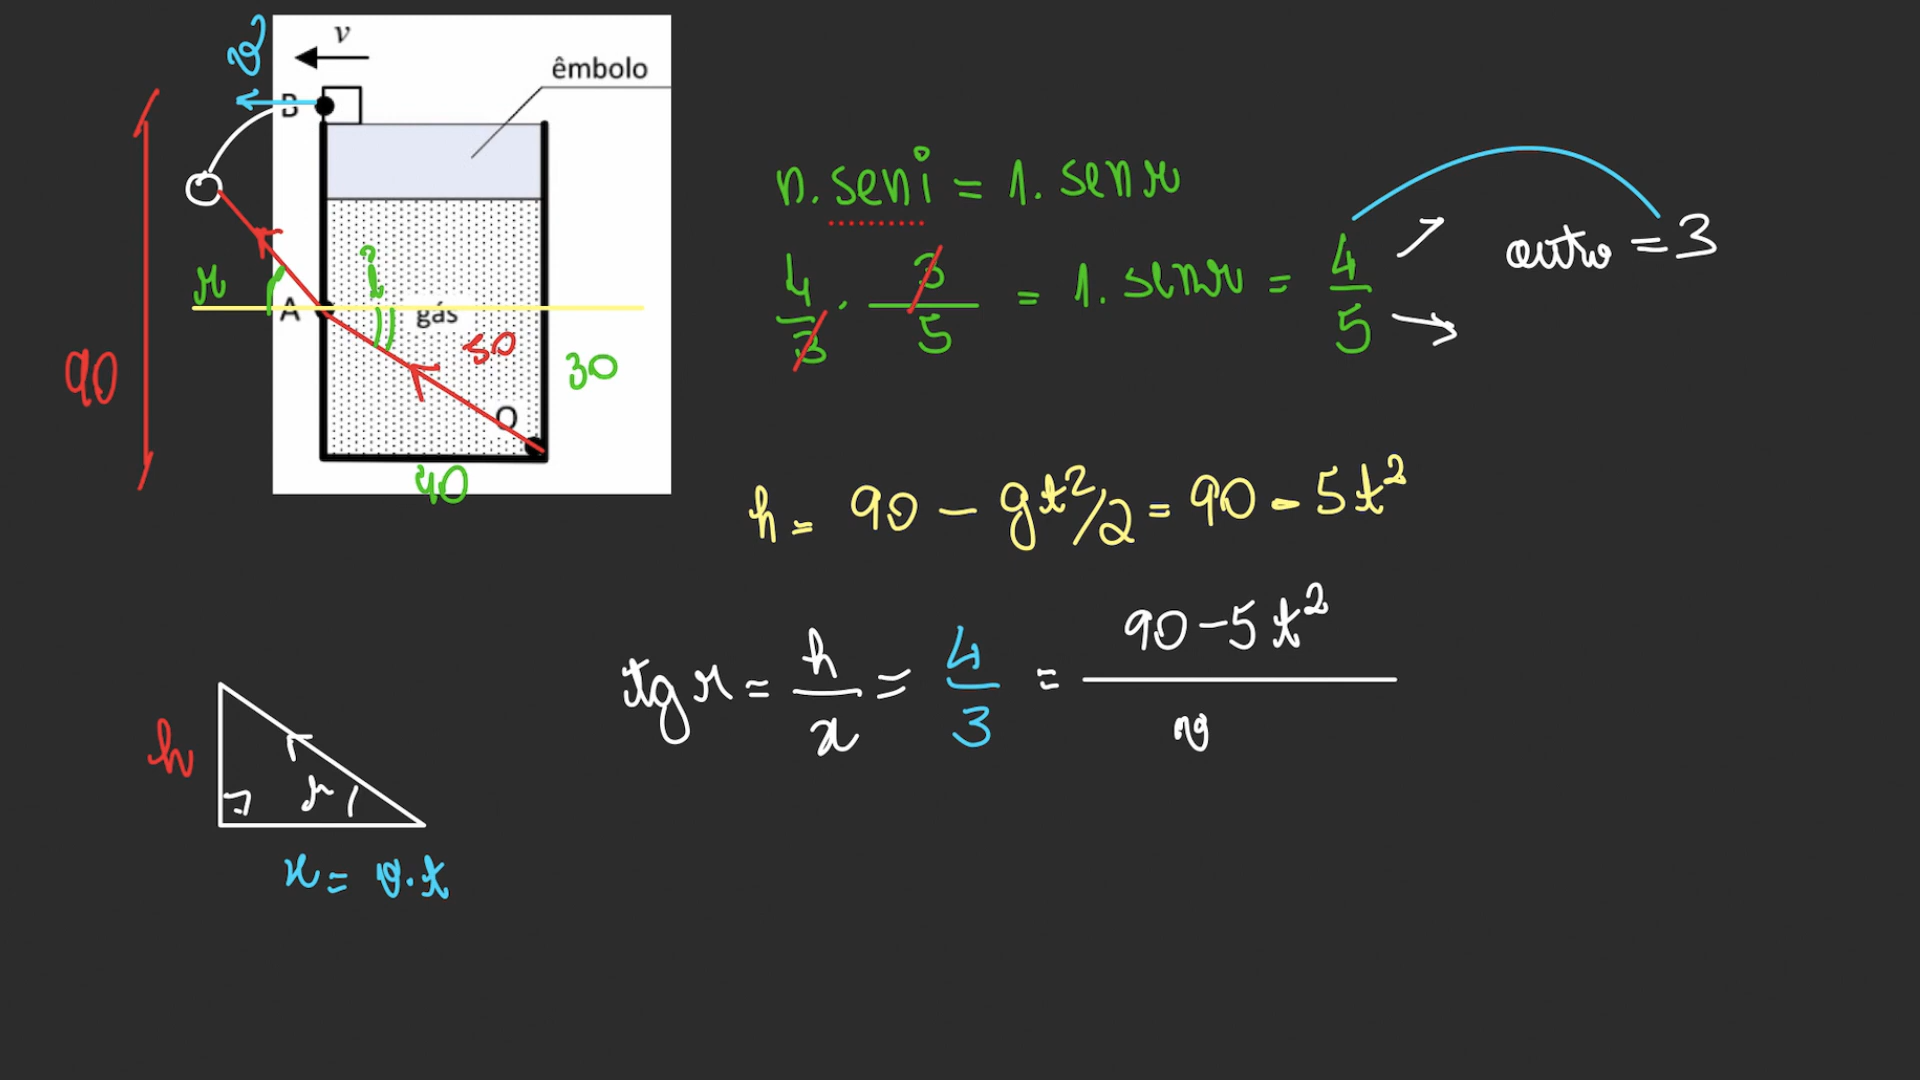 v
v
êmbolo
B
n. sen i = 1. sen r
outro = 3
4/3 · 3/5 = 1. sen r = 4/5
r
i
A
gás
90
50
30
O
40
h = 90 - gt²/2 = 90 - 5t²
tg r = h/x = 4/3 = 90 - 5t²/v
h
r
x = v.t